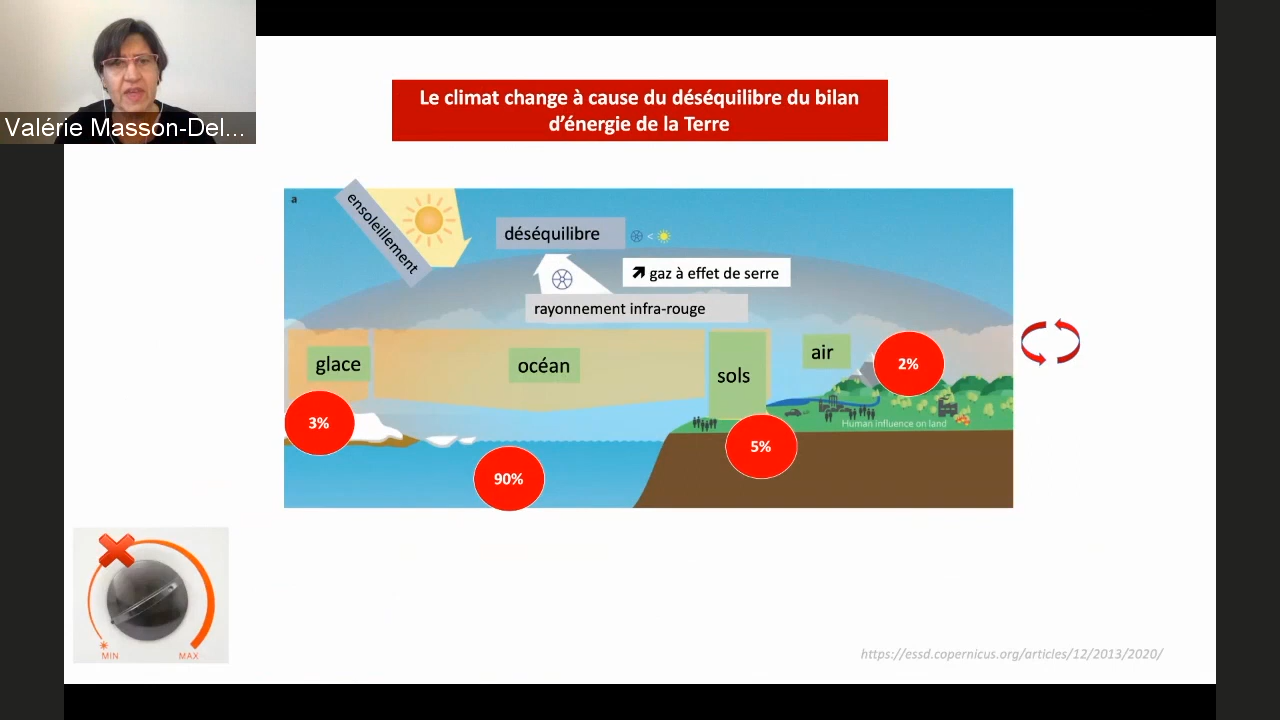 Valérie Masson-Del...
Le climat change à cause du déséquilibre du bilan
d'énergie de la Terre
a
ensoleillement
déséquilibre
<
gaz à effet de serre
rayonnement infra-rouge
glace
océan
sols
air
2%
3%
Human influence on land
5%
90%
MIN
MAX
https://essd.copernicus.org/articles/12/2013/2020/